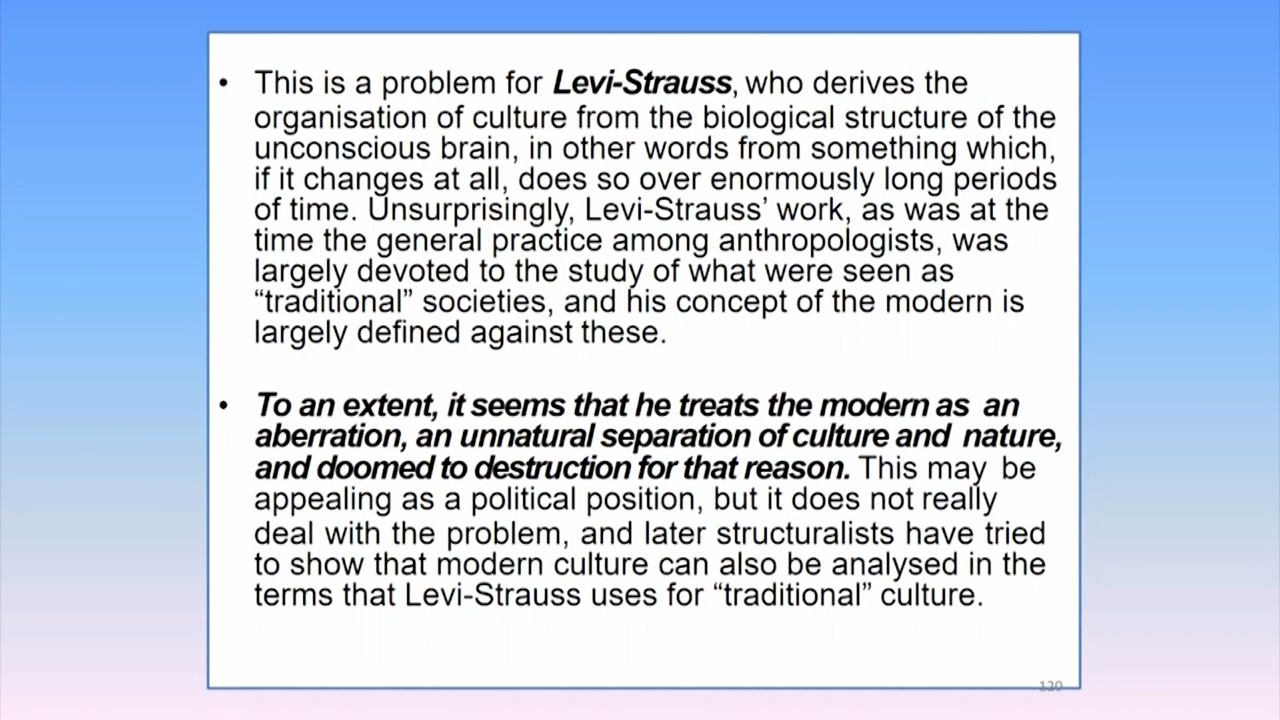 • This is a problem for Levi-Strauss, who derives the
organisation of culture from the biological structure of the
unconscious brain, in other words from something which,
if it changes at all, does so over enormously long periods
of time. Unsurprisingly, Levi-Strauss’ work, as was at the
time the general practice among anthropologists, was
largely devoted to the study of what were seen as
“traditional” societies, and his concept of the modern is
largely defined against these.
• To an extent, it seems that he treats the modern as an
aberration, an unnatural separation of culture and nature,
and doomed to destruction for that reason. This may be
appealing as a political position, but it does not really
deal with the problem, and later structuralists have tried
to show that modern culture can also be analysed in the
terms that Levi-Strauss uses for “traditional” culture.
120